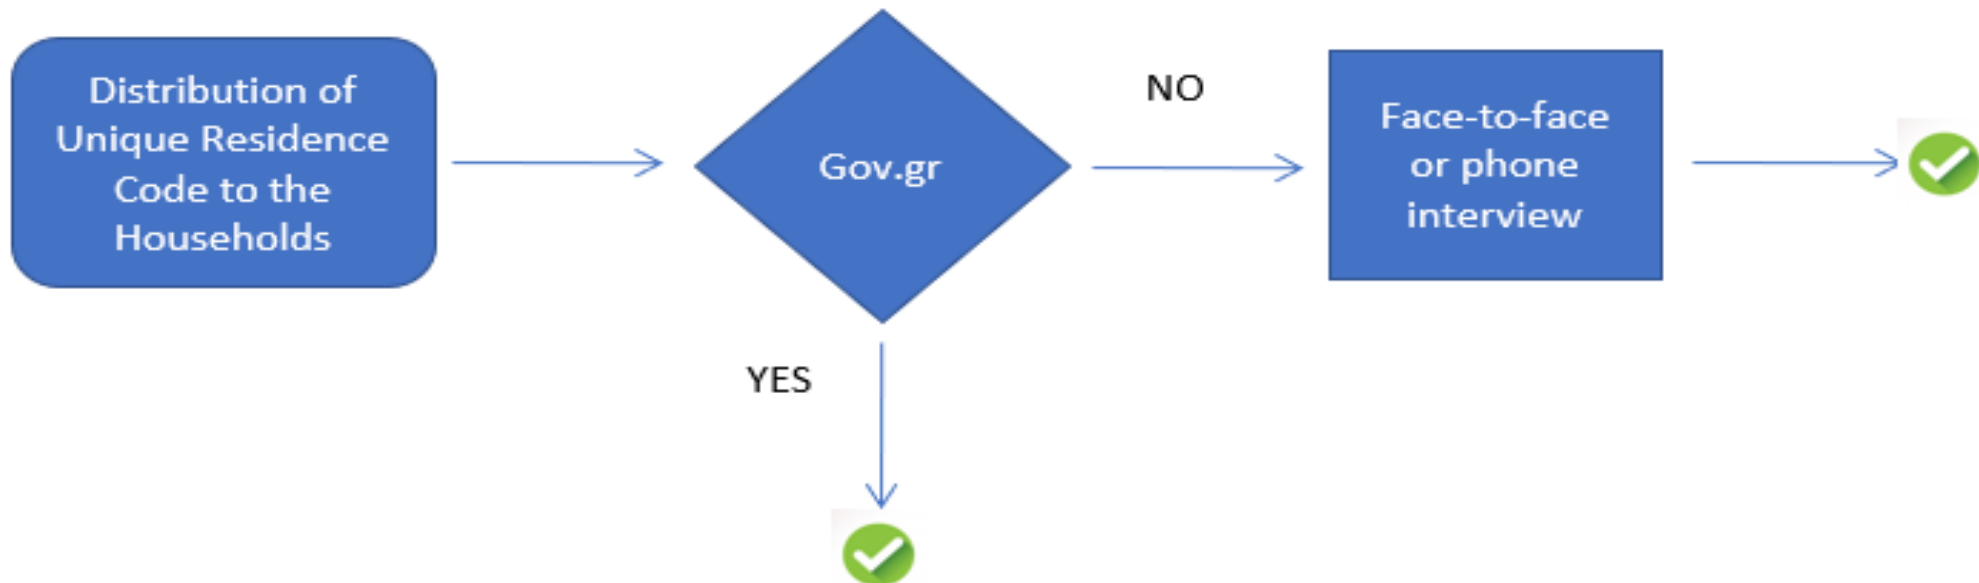 Distribution of
Unique Residence
Code to the
Households
Gov.gr
NO
Face-to-face
or phone
interview
YES